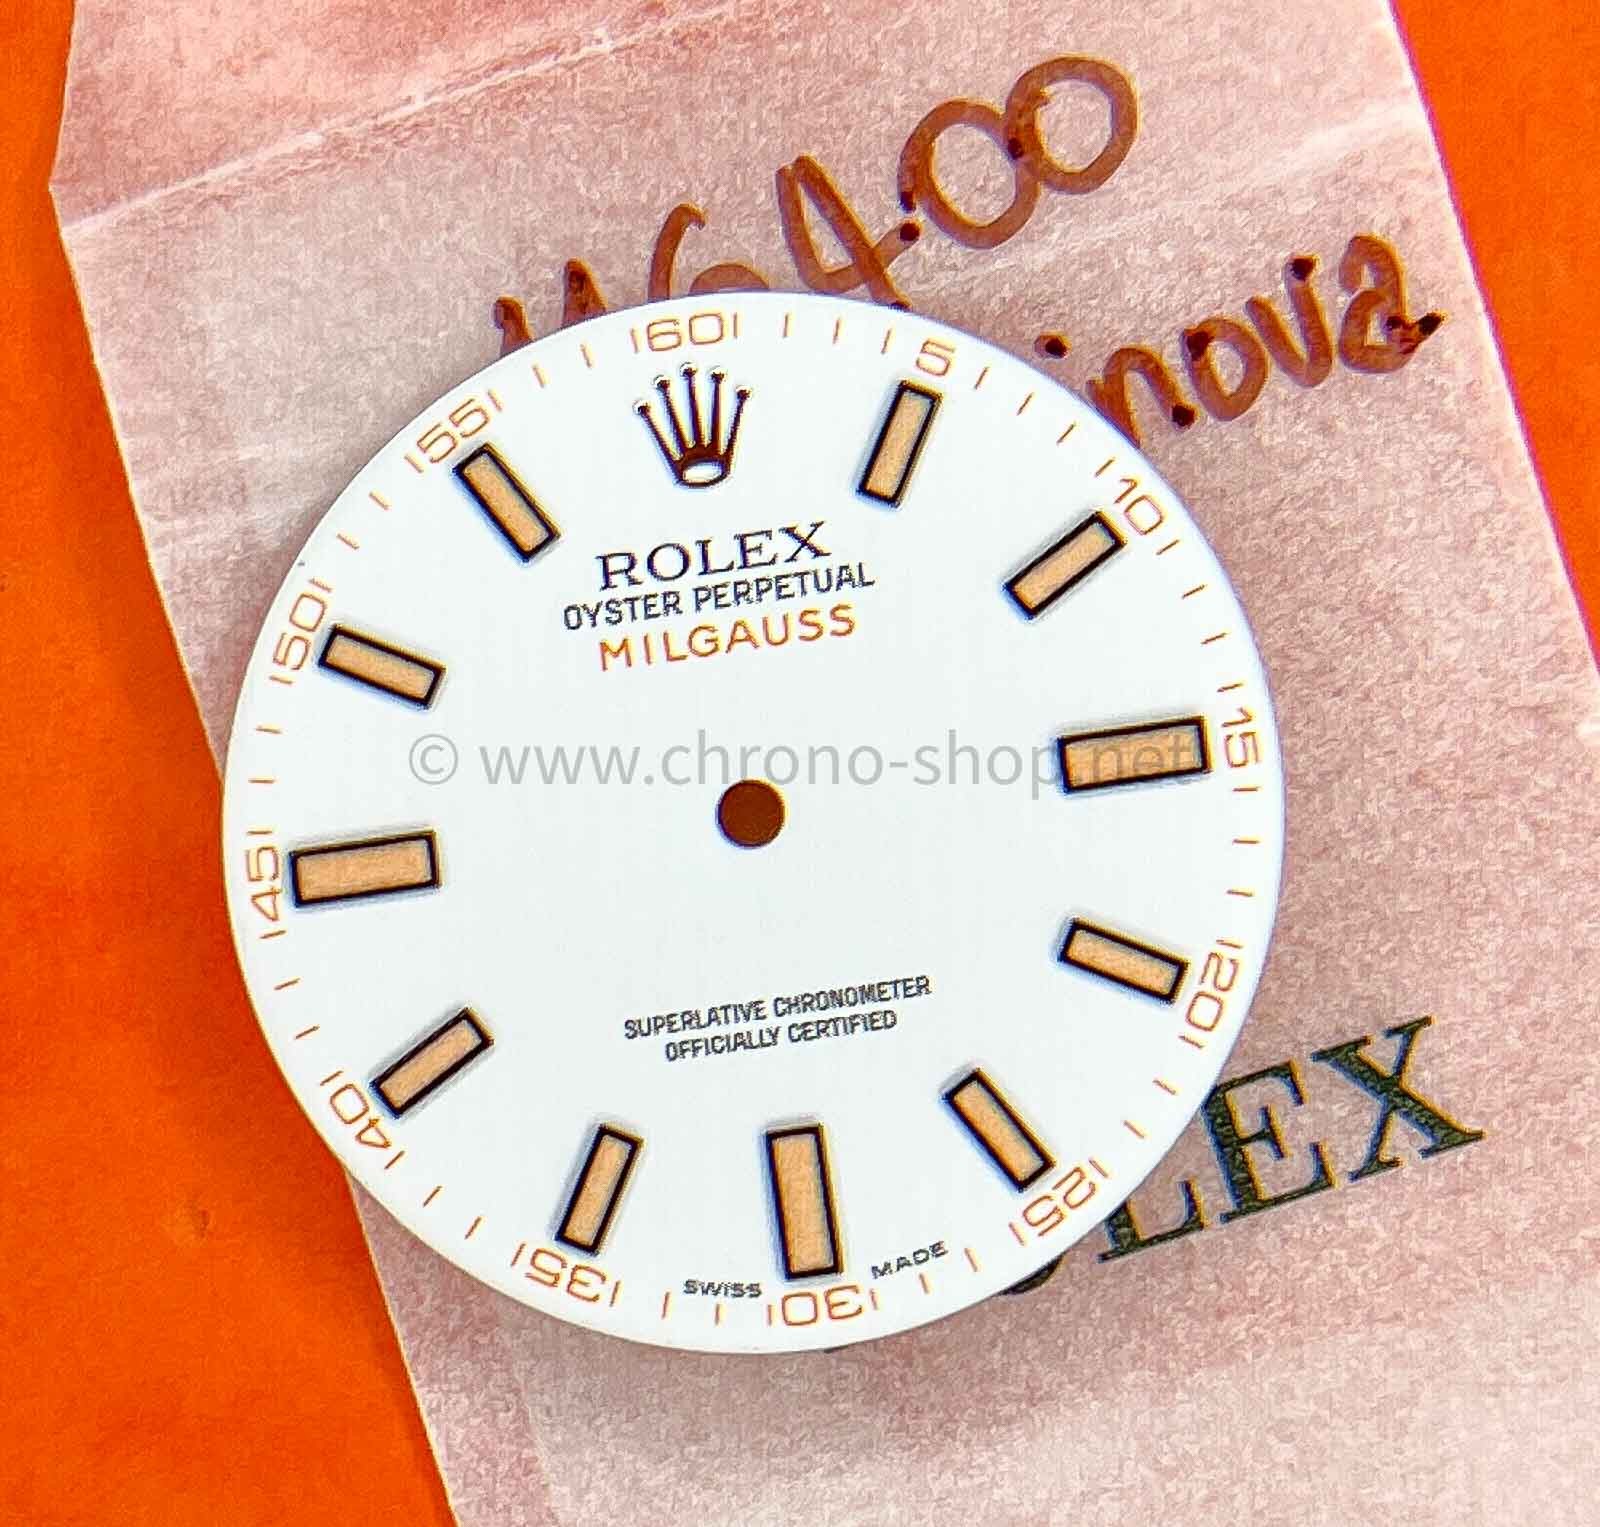 60
5
10
15
20
25
30
35
40
45
50
55
ROLEX
OYSTER PERPETUAL
MILGAUSS
© www.chrono-shop.net
SUPERLATIVE CHRONOMETER
OFFICIALLY CERTIFIED
SWISS MADE